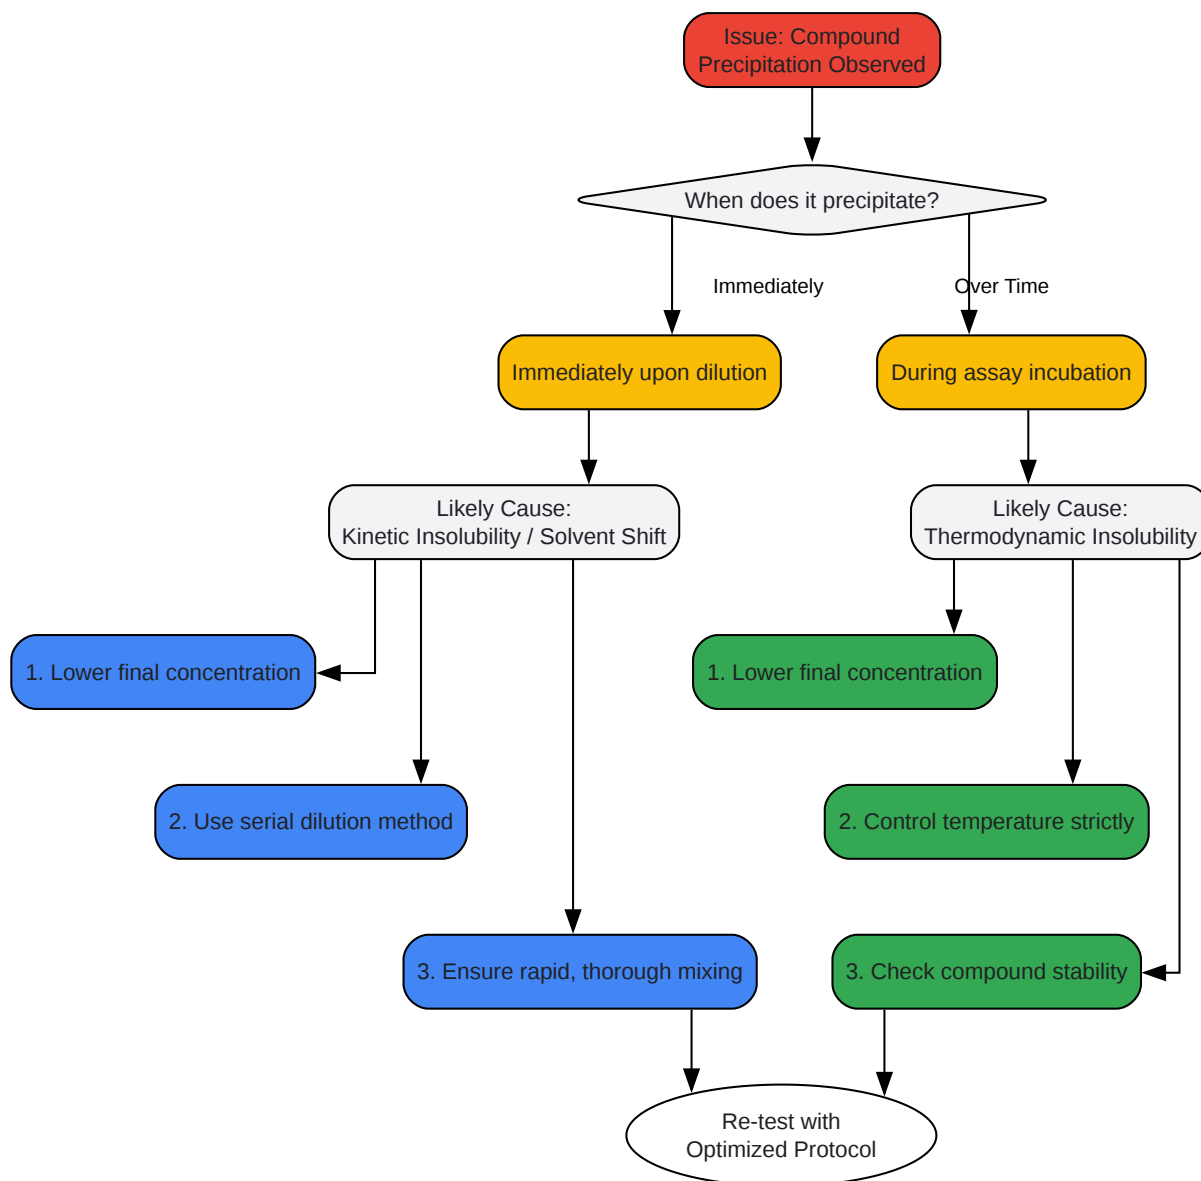 Issue: Compound
Precipitation Observed
When does it precipitate?
Immediately
Over Time
Immediately upon dilution
During assay incubation
Likely Cause:
Kinetic Insolubility / Solvent Shift
Likely Cause:
Thermodynamic Insolubility
1. Lower final concentration
1. Lower final concentration
2. Use serial dilution method
2. Control temperature strictly
3. Ensure rapid, thorough mixing
3. Check compound stability
Re-test with
Optimized Protocol